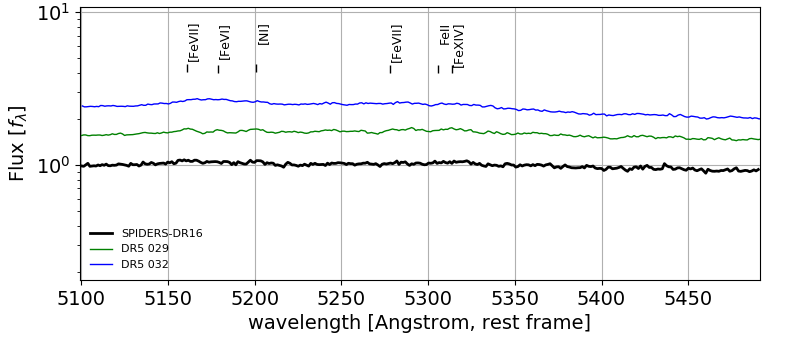 10¹
[FeVII]
[FeVI]
[NI]
[FeVII]
FeII
[FeXIV]
Flux [fλ]
10⁰
SPIDERS-DR16
DR5 029
DR5 032
5100 5150 5200 5250 5300 5350 5400 5450
wavelength [Angstrom, rest frame]